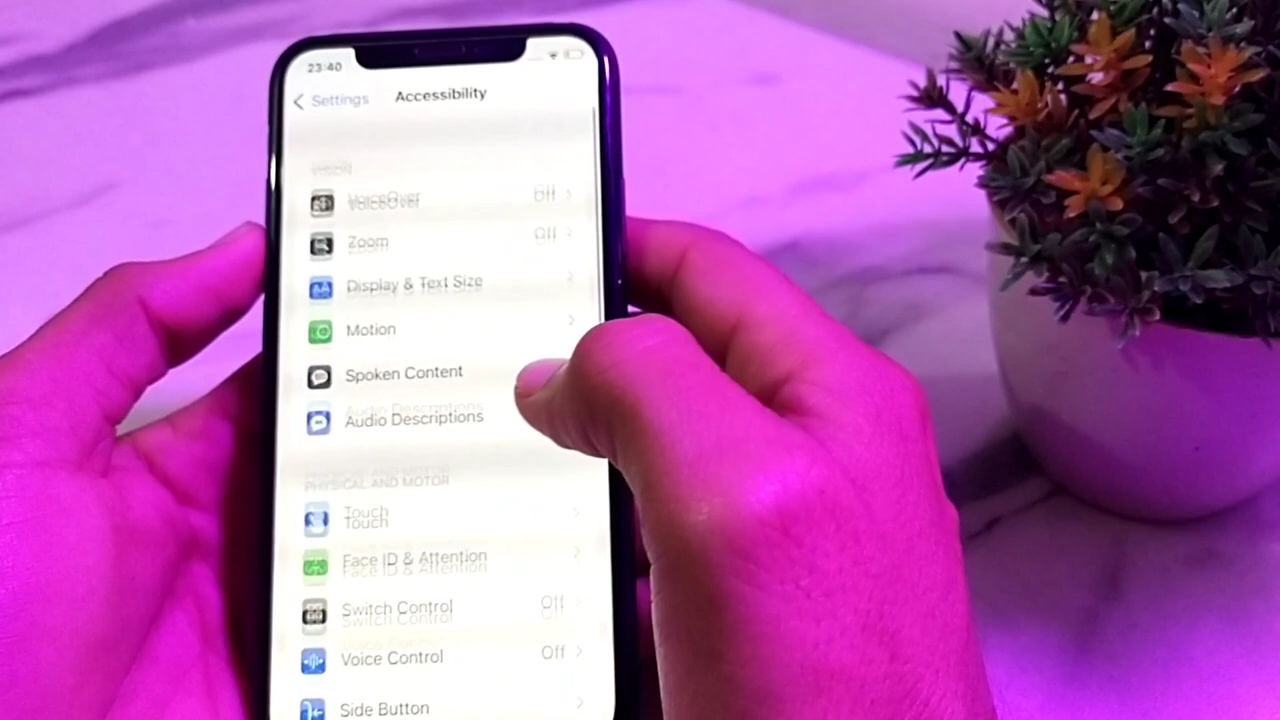 23:40
Settings Accessibility
VISION
VoiceOver Off
Zoom Off
Display & Text Size
Motion
Spoken Content
Audio Descriptions
PHYSICAL AND MOTOR
Touch
Face ID & Attention
Switch Control Off
Voice Control Off
Side Button